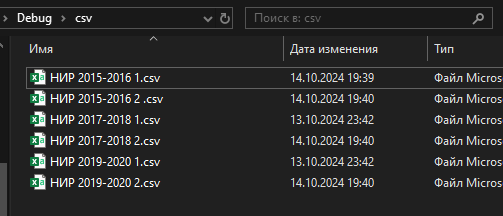 Debug > csv
Поиск в: csv
Имя Дата изменения Тип
НИР 2015-2016 1.csv 14.10.2024 19:39 Файл Micros
НИР 2015-2016 2 .csv 14.10.2024 19:40 Файл Micros
НИР 2017-2018 1.csv 13.10.2024 23:42 Файл Micros
НИР 2017-2018 2.csv 14.10.2024 19:40 Файл Micros
НИР 2019-2020 1.csv 13.10.2024 23:42 Файл Micros
НИР 2019-2020 2.csv 14.10.2024 19:40 Файл Micros